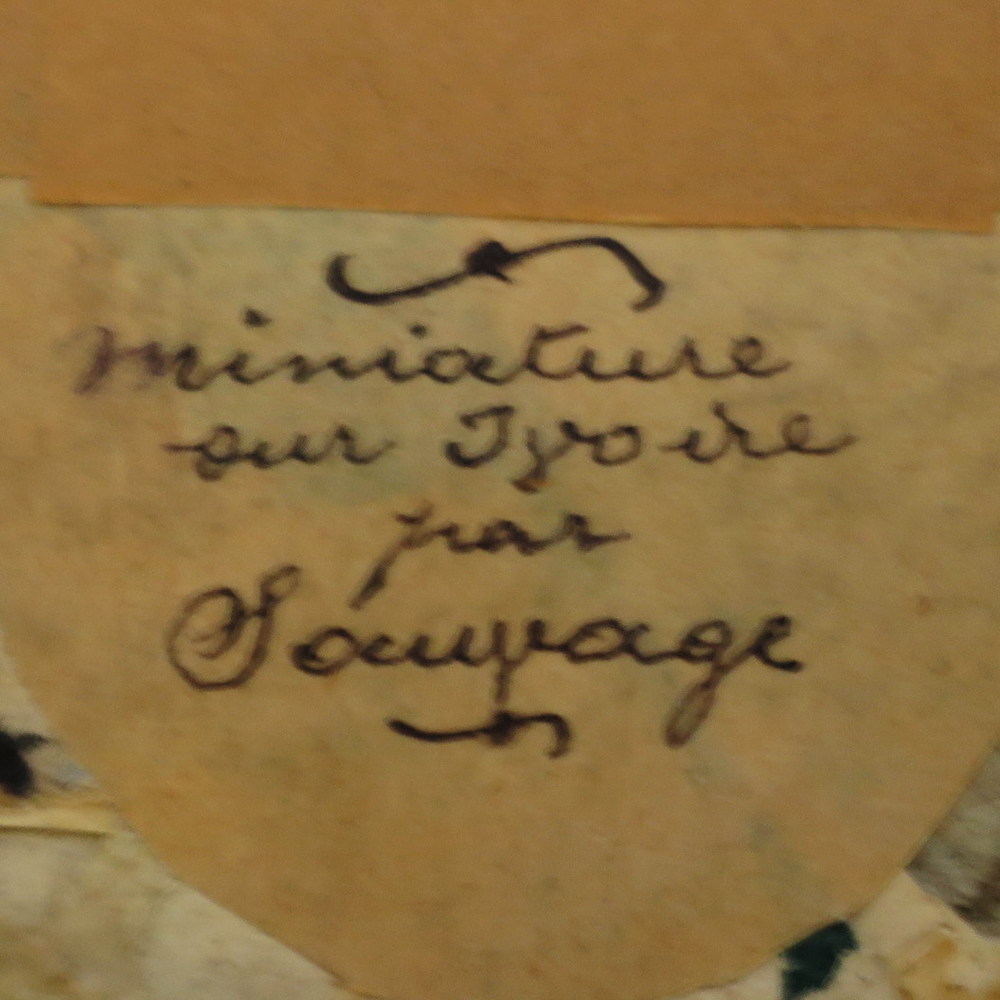 miniature
sur Ivoire
par
Sauvage